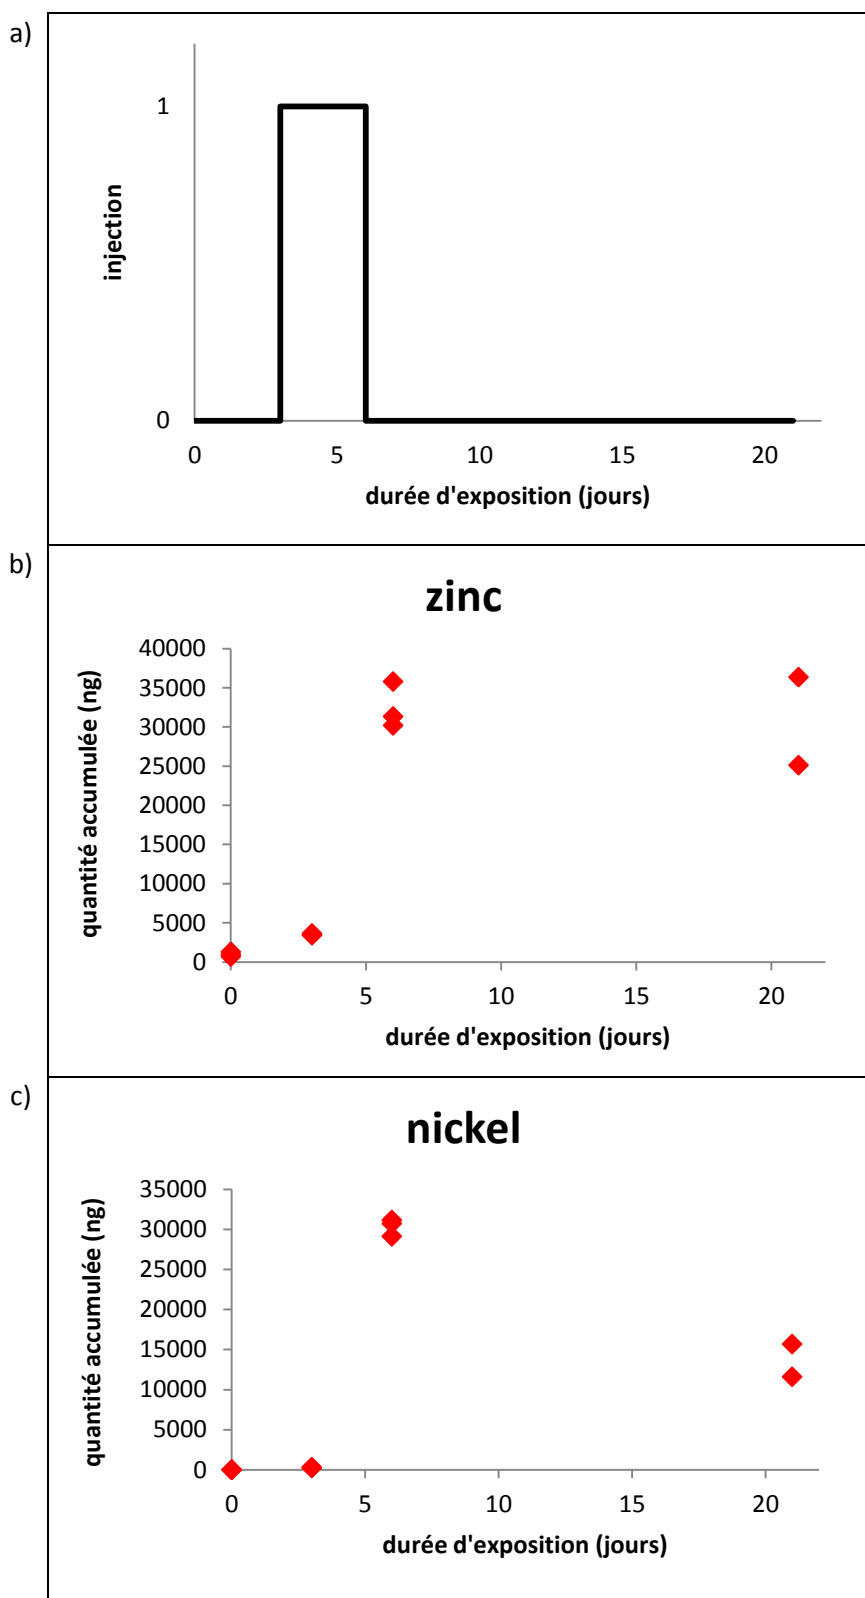 a)
injection
1
0
0 5 10 15 20
durée d'exposition (jours)
b)
zinc
quantité accumulée (ng)
40000
35000
30000
25000
20000
15000
10000
5000
0
0 5 10 15 20
durée d'exposition (jours)
c)
nickel
quantité accumulée (ng)
35000
30000
25000
20000
15000
10000
5000
0
0 5 10 15 20
durée d'exposition (jours)